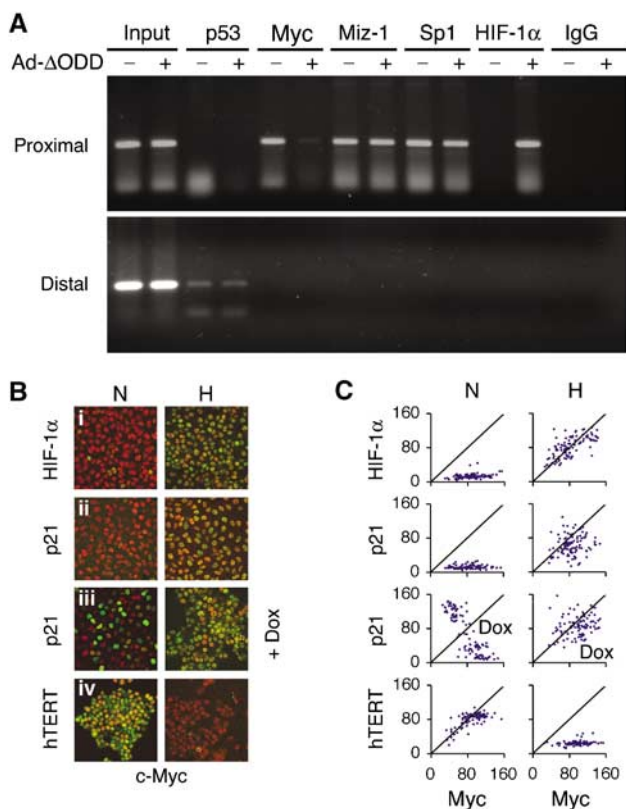 A
Input p53 Myc Miz-1 Sp1 HIF-1α IgG
Ad-ΔODD − + − + − + − + − + − + − +
Proximal
Distal
B
N H
i
HIF-1α
ii
p21
iii
p21
+ Dox
iv
hTERT
c-Myc
C
N H
HIF-1α
160
80
0
p21
160
80
0
p21
160
80
0
Dox
Dox
hTERT
160
80
0
0 80 160 0 80 160
Myc Myc